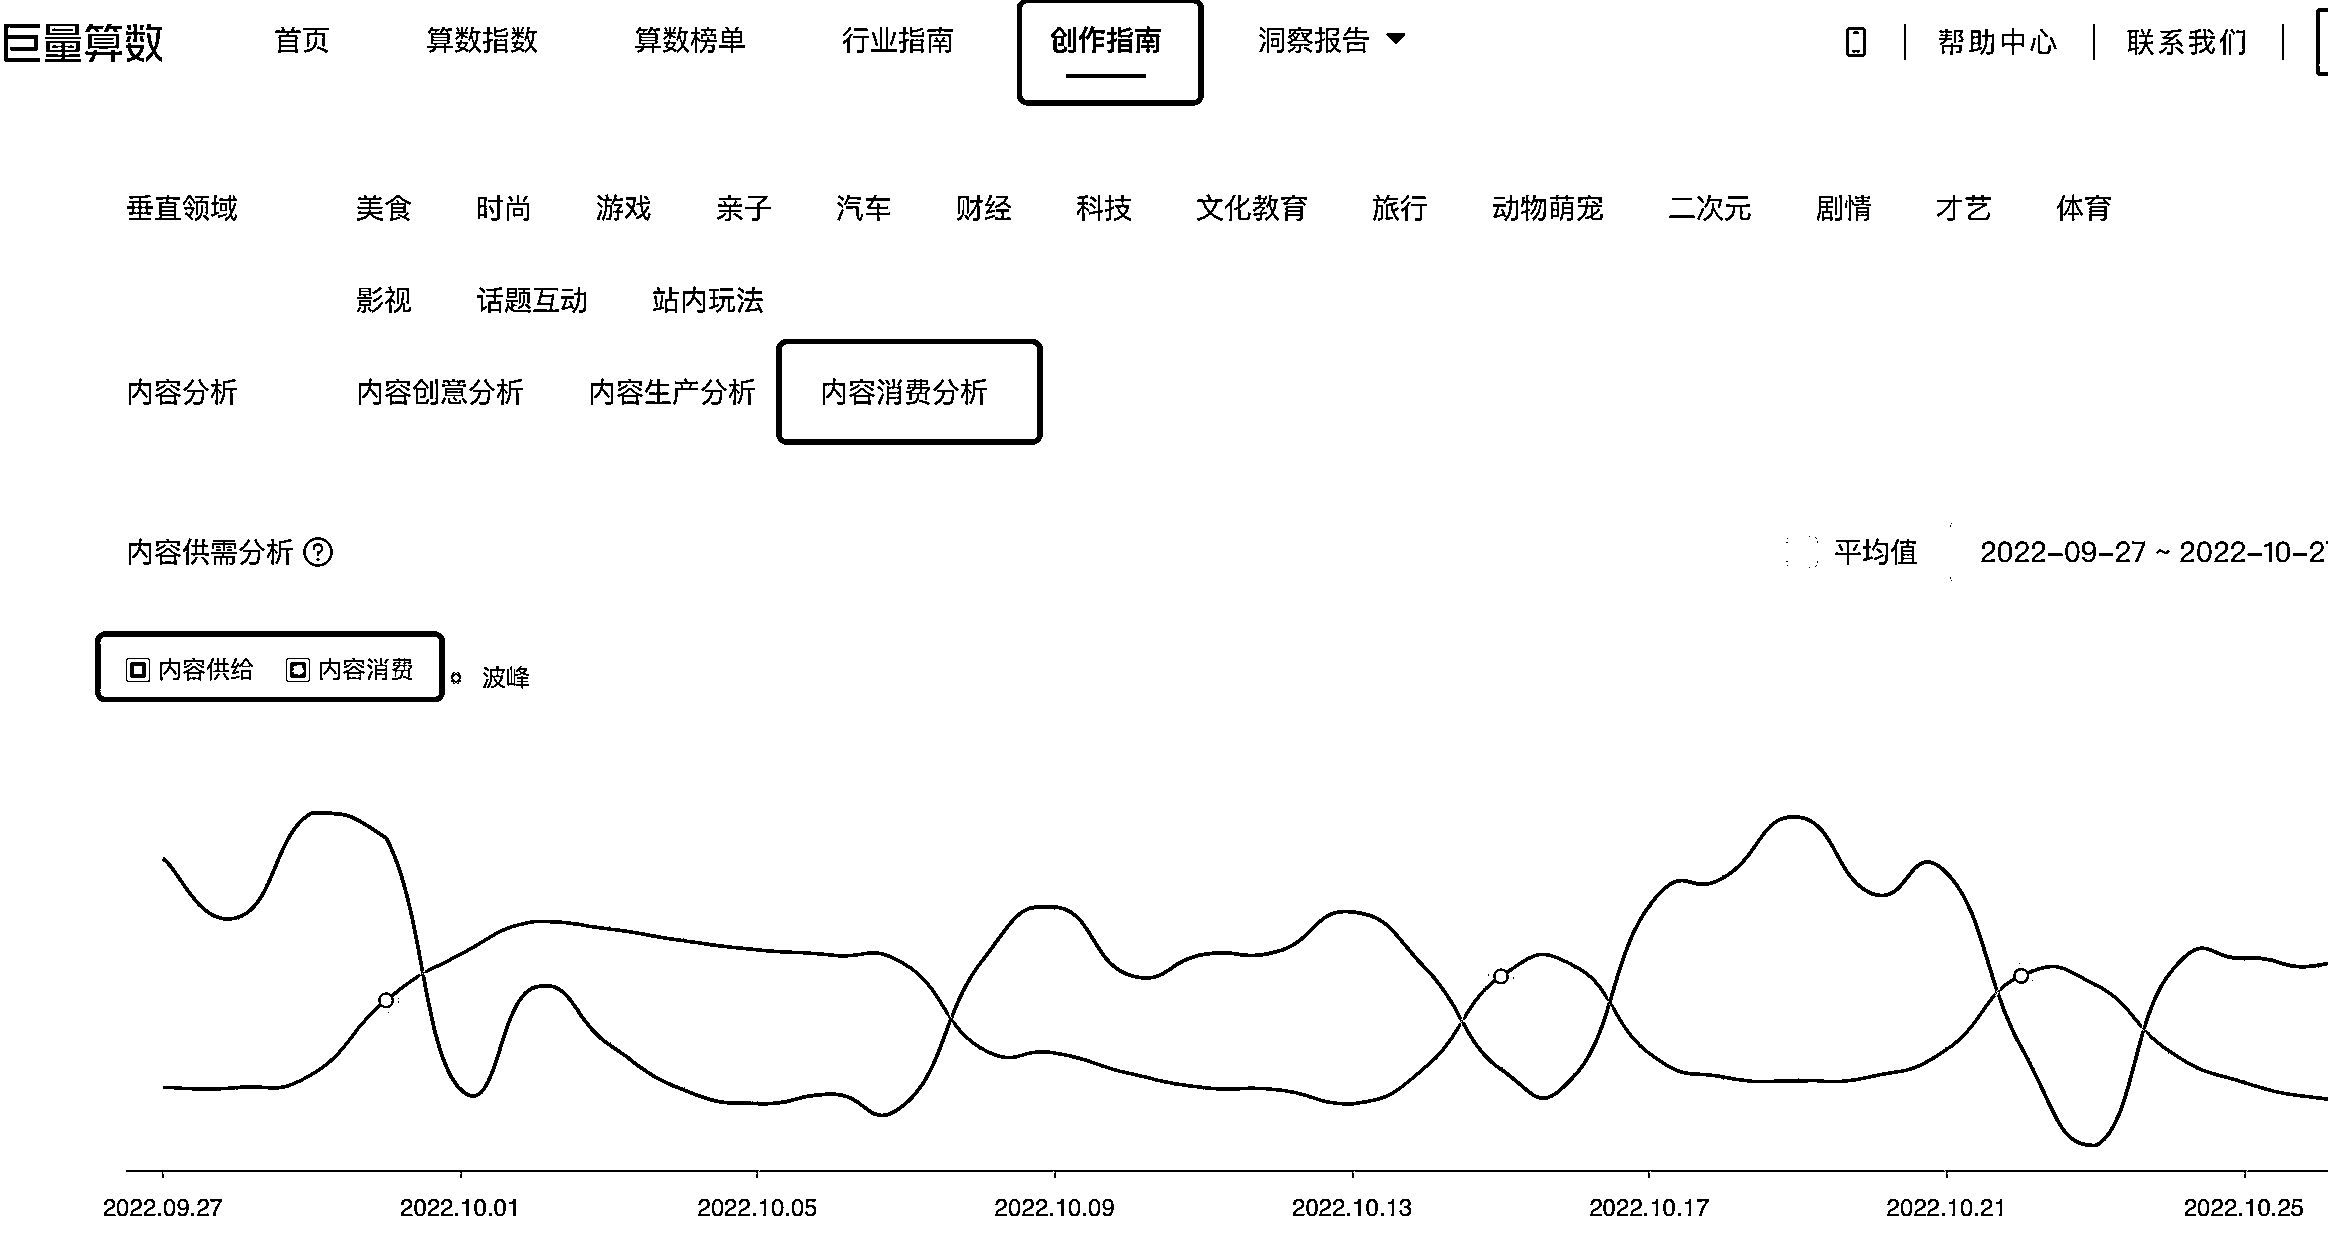 巨量算数 首页 算数指数 算数榜单 行业指南 创作指南 洞察报告 帮助中心 联系我们
垂直领域 美食 时尚 游戏 亲子 汽车 财经 科技 文化教育 旅行 动物萌宠 二次元 剧情 才艺 体育
影视 话题互动 站内玩法
内容分析 内容创意分析 内容生产分析 内容消费分析
内容供需分析 ? 平均值 2022-09-27 ~ 2022-10-27
内容供给 内容消费 波峰
2022.09.27 2022.10.01 2022.10.05 2022.10.09 2022.10.13 2022.10.17 2022.10.21 2022.10.25